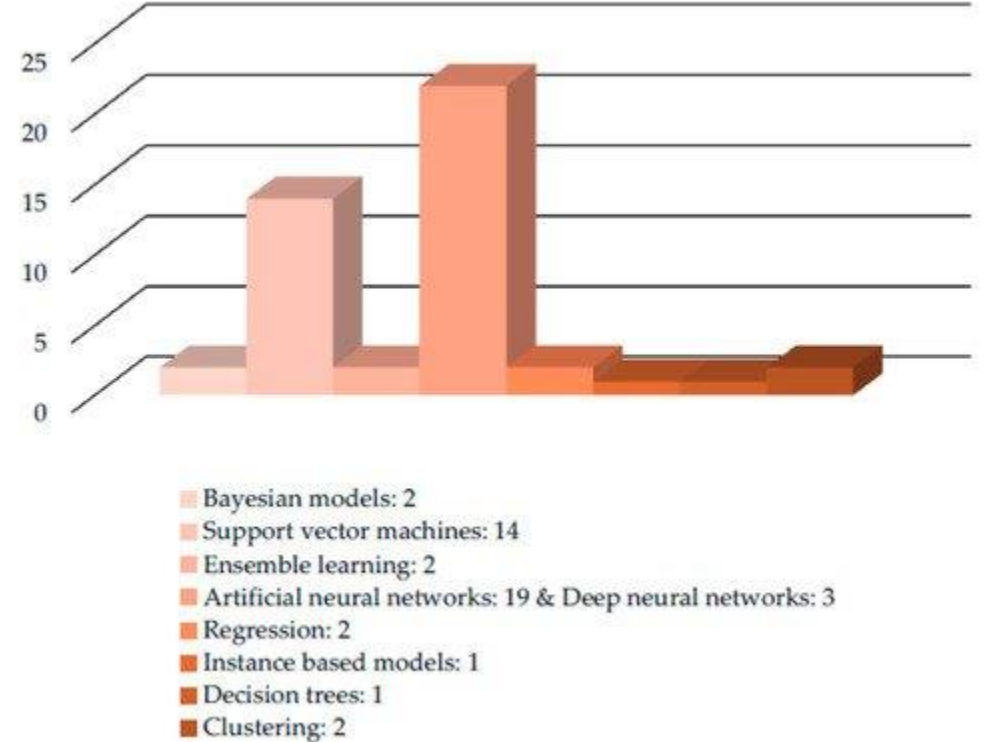 25
20
15
10
5
0
Bayesian models: 2
Support vector machines: 14
Ensemble learning: 2
Artificial neural networks: 19 & Deep neural networks: 3
Regression: 2
Instance based models: 1
Decision trees: 1
Clustering: 2